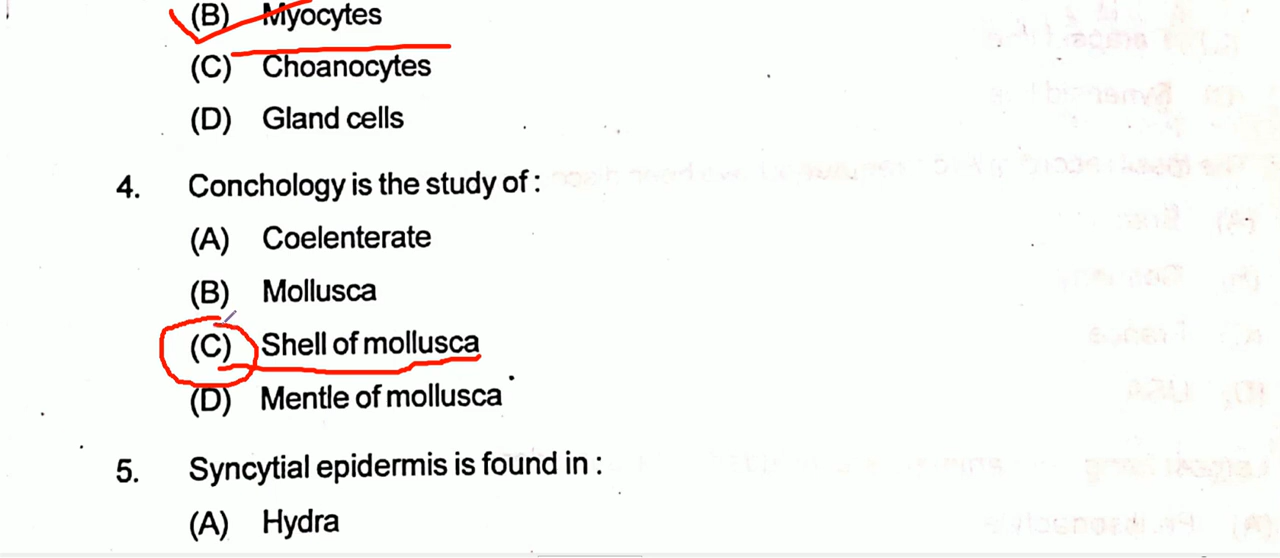 (B) Myocytes
(C) Choanocytes
(D) Gland cells
4. Conchology is the study of :
(A) Coelenterate
(B) Mollusca
(C) Shell of mollusca
(D) Mentle of mollusca
5. Syncytial epidermis is found in :
(A) Hydra